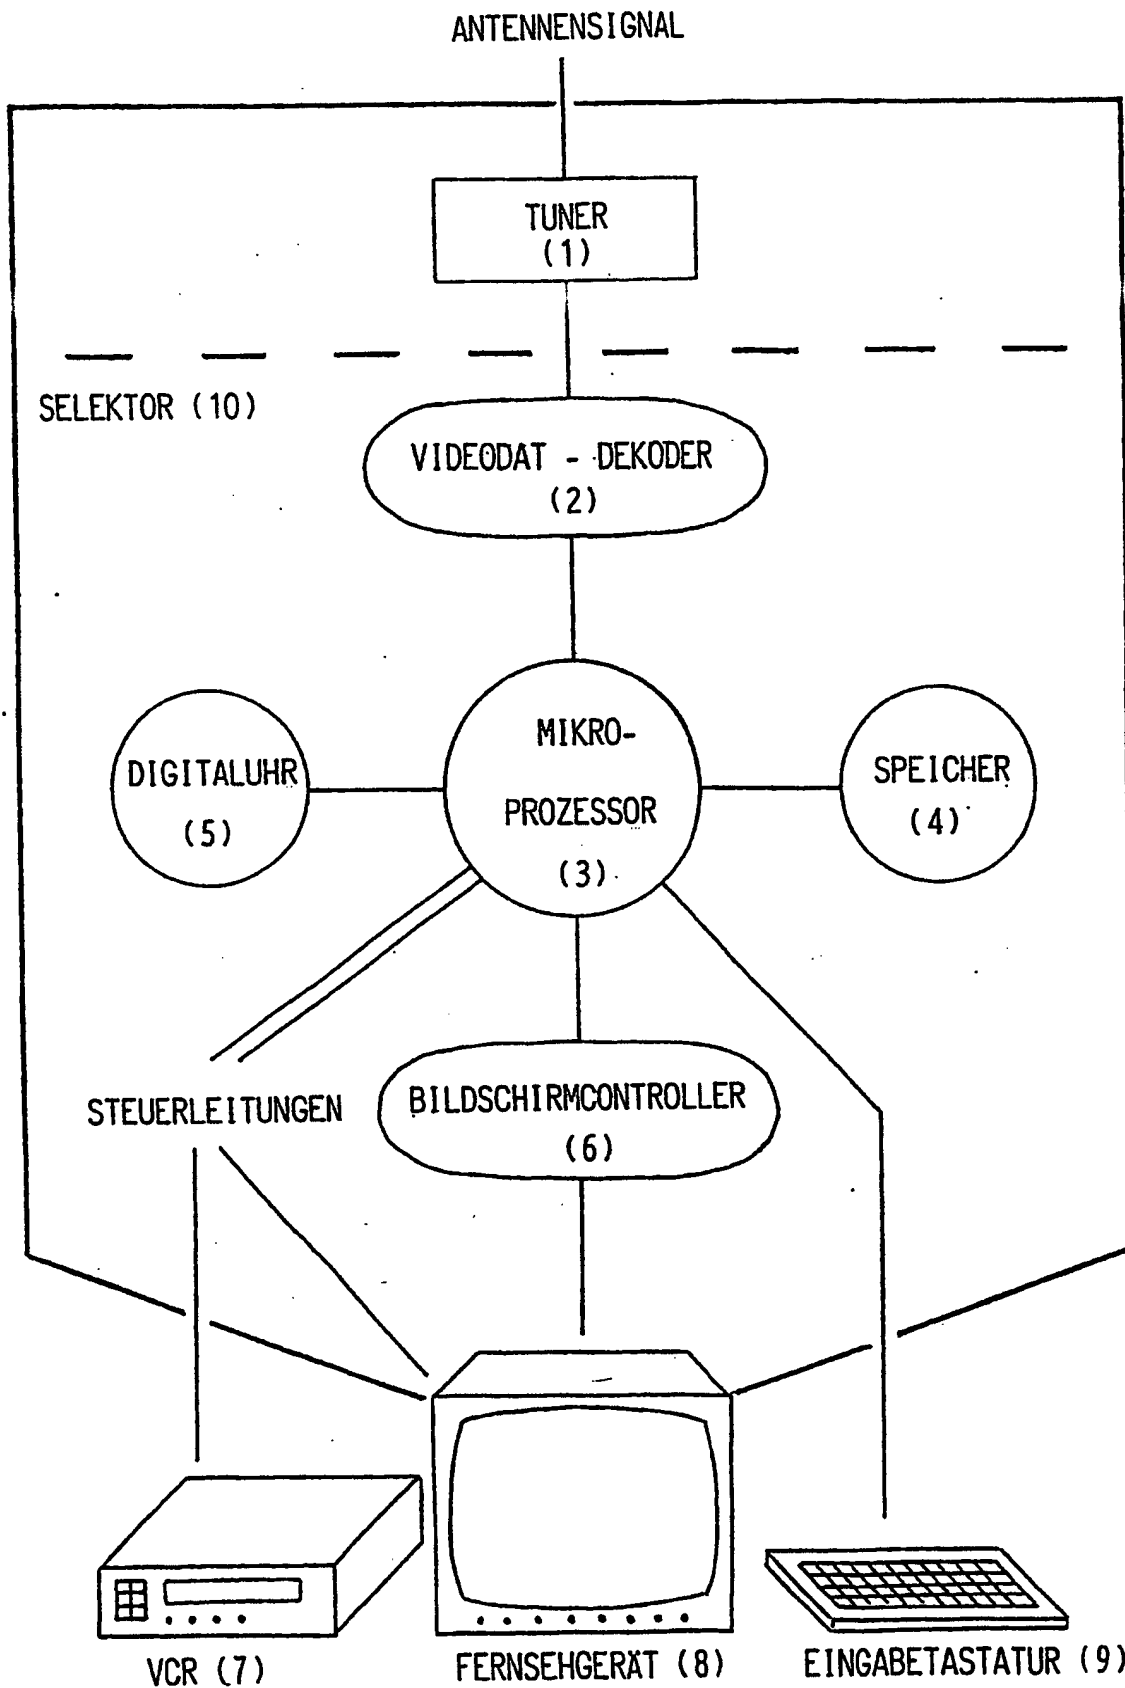 ANTENNENSIGNAL
TUNER
(1)
SELEKTOR (10)
VIDEODAT - DEKODER
(2)
MIKRO-
PROZESSOR
(3)
DIGITALUHR
(5)
SPEICHER
(4)
STEUERLEITUNGEN
BILDSCHIRMCONTROLLER
(6)
VCR (7)
FERNSEHGERÄT (8)
EINGABETASTATUR (9)